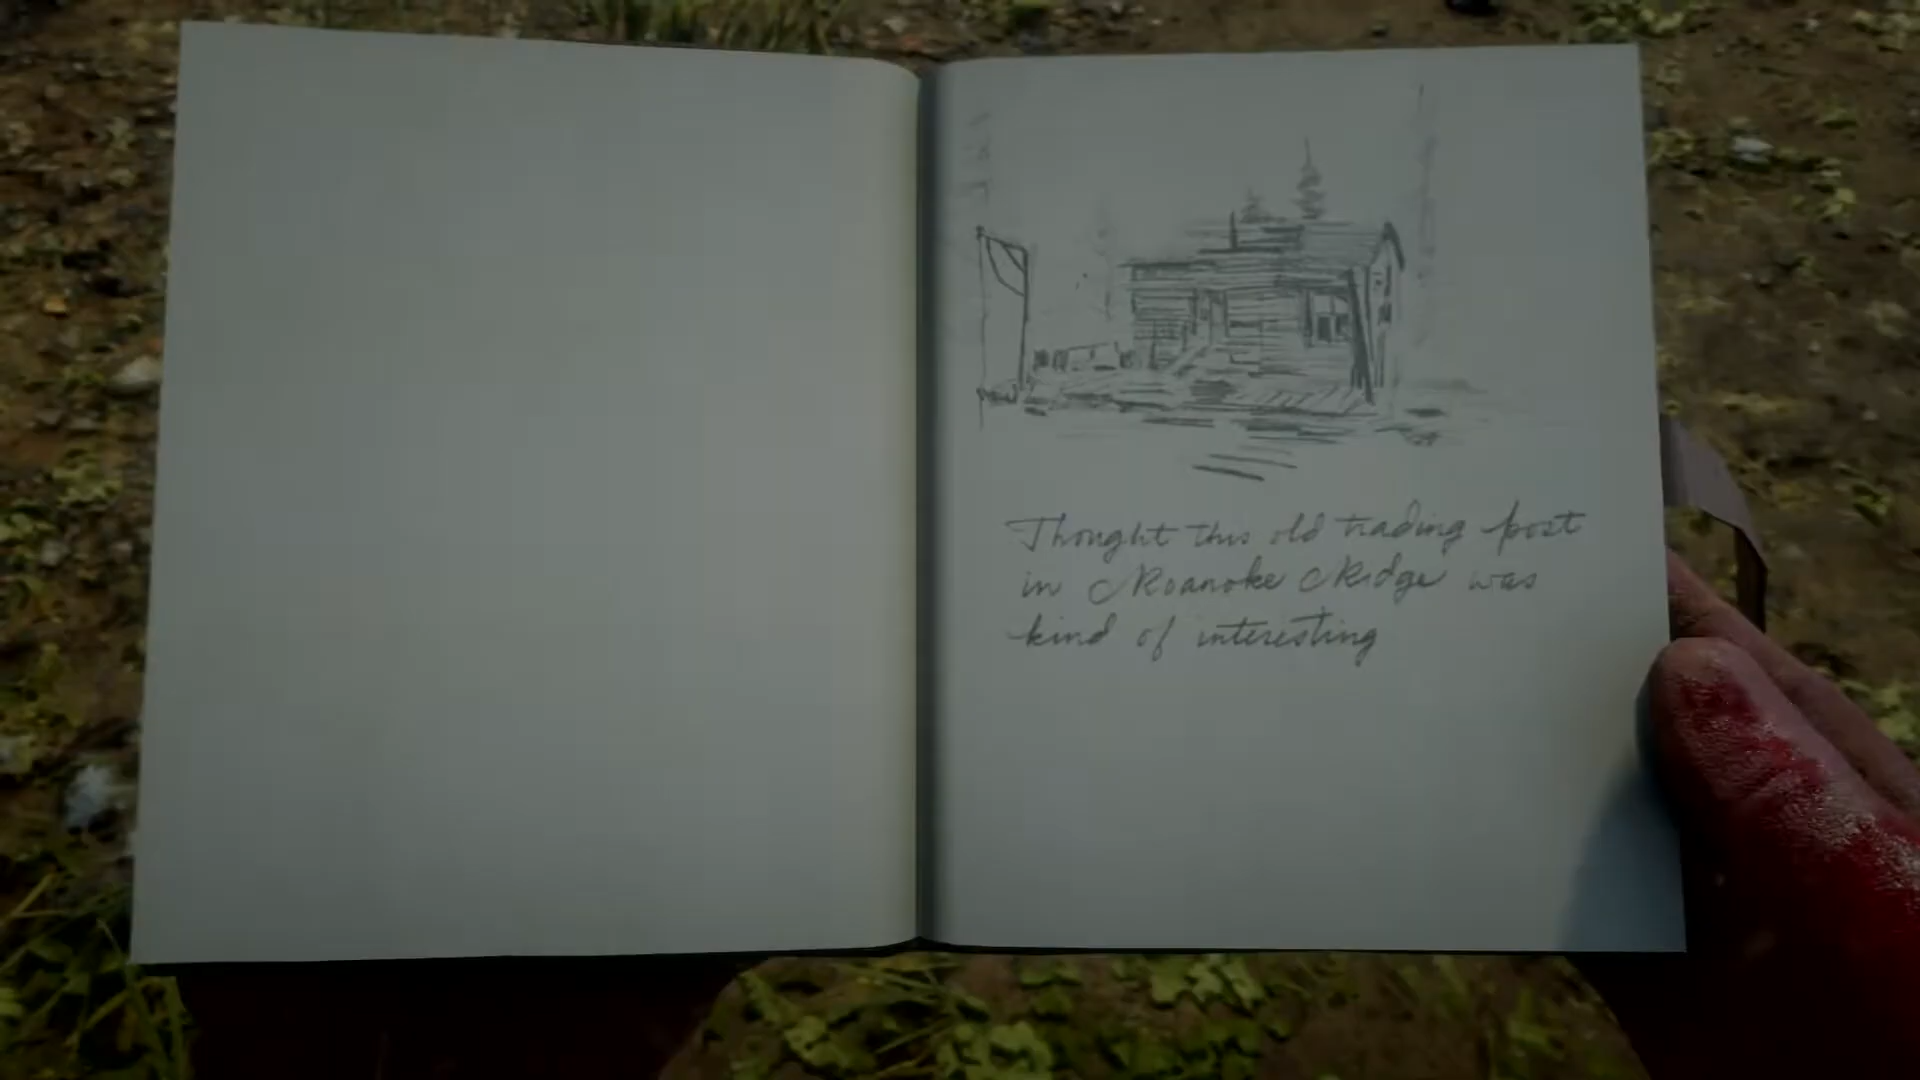 Thought this old trading post
in Roanoke Ridge was
kind of interesting